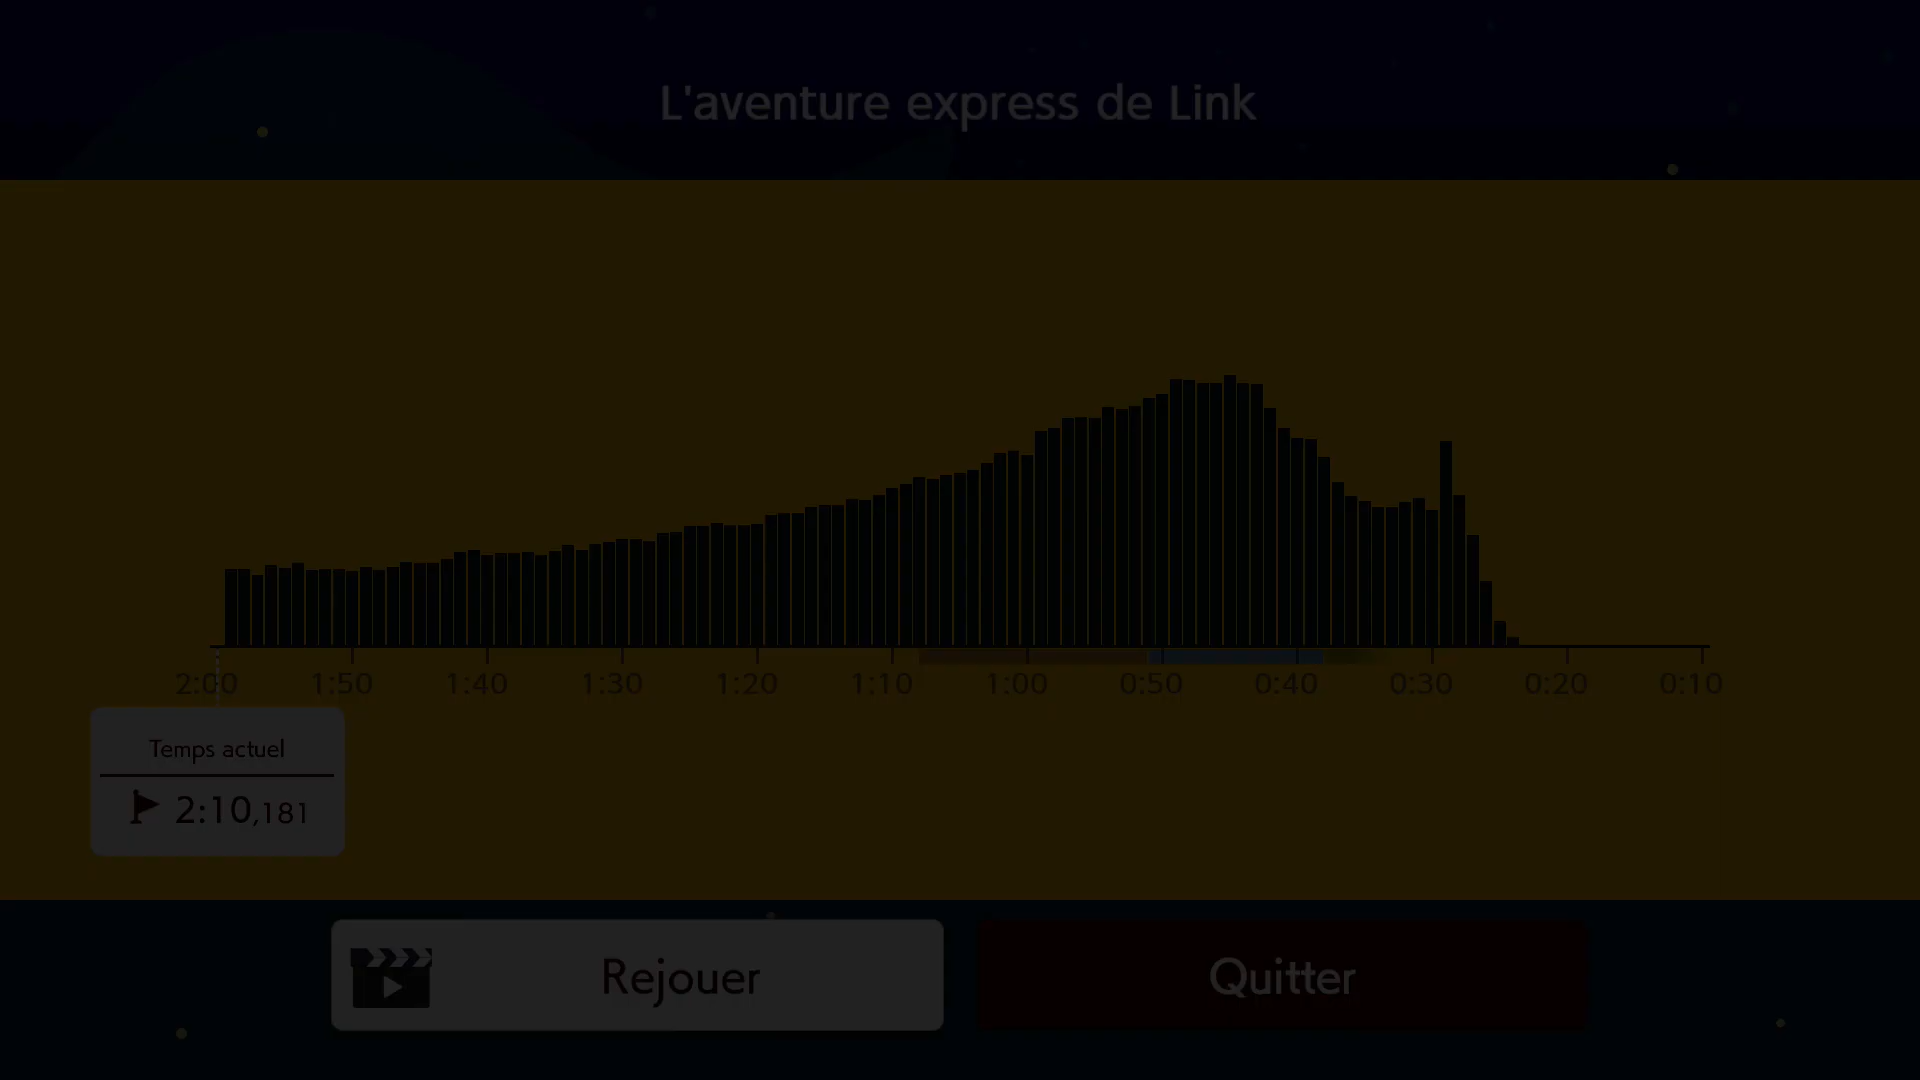 L'aventure express de Link
2:00 1:50 1:40 1:30 1:20 1:10 1:00 0:50 0:40 0:30 0:20 0:10
Temps actuel
2:10,181
Rejouer
Quitter